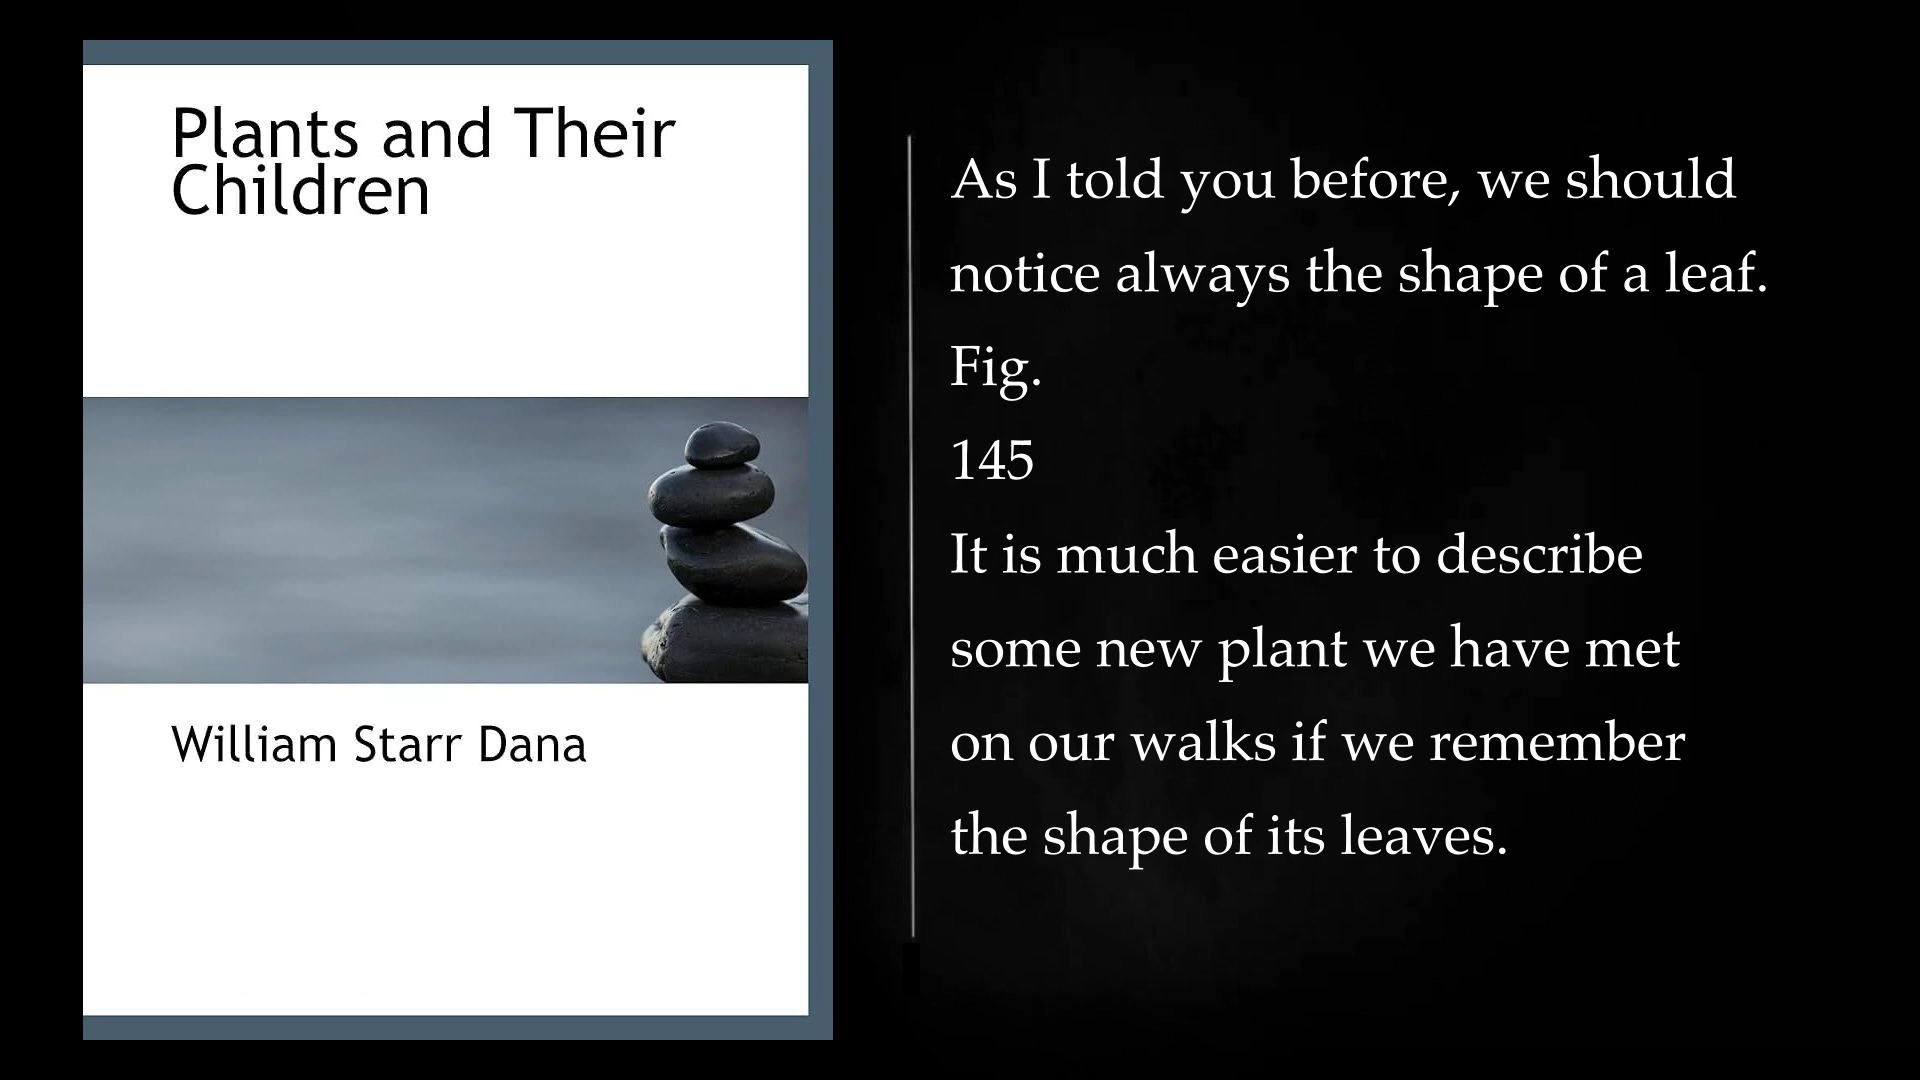 Plants and Their
Children
William Starr Dana
As I told you before, we should
notice always the shape of a leaf.
Fig.
145
It is much easier to describe
some new plant we have met
on our walks if we remember
the shape of its leaves.